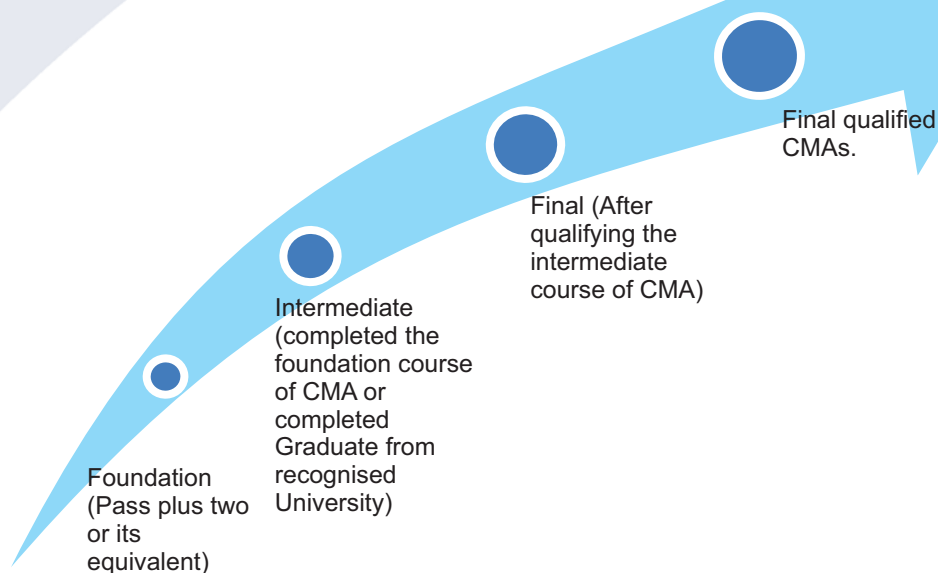 Foundation
(Pass plus two
or its
equivalent)
Intermediate
(completed the
foundation course
of CMA or
completed
Graduate from
recognised
University)
Final (After
qualifying the
intermediate
course of CMA)
Final qualified
CMAs.